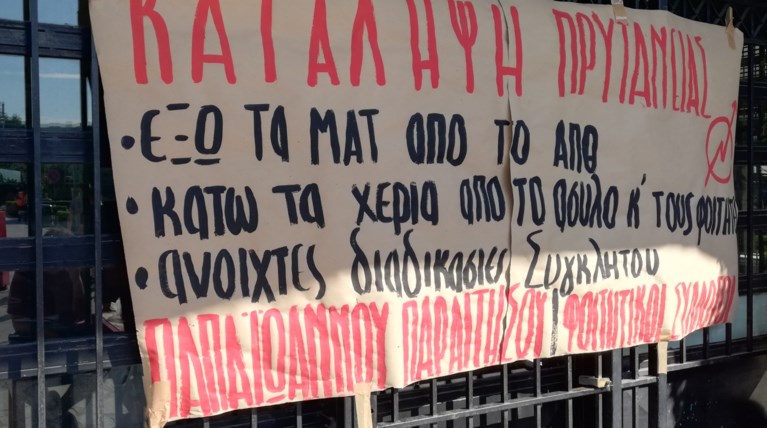 ΚΑΤΑΛΗΨΗ ΠΡΥΤΑΝΕΙΑΣ
• ΕΞΩ ΤΑ ΜΑΤ ΑΠΟ ΤΟ ΑΠΘ
• ΚΑΤΩ ΤΑ ΧΕΡΙΑ ΑΠΟ ΤΟ ΑΣΥΛΟ Κ' ΤΟΥΣ ΦΟΙΤΗΤΕΣ
• ΑΝΟΙΧΤΕΣ ΔΙΑΔΙΚΑΣΙΕΣ ΣΥΓΚΛΗΤΟΥ
ΠΑΠΑΪΩΑΝΝΟΥ ΠΑΡΑΙΤΗΣΟΥ! ΦΟΙΤΗΤΙΚΟΙ ΣΥΛΛΟΓΟΙ